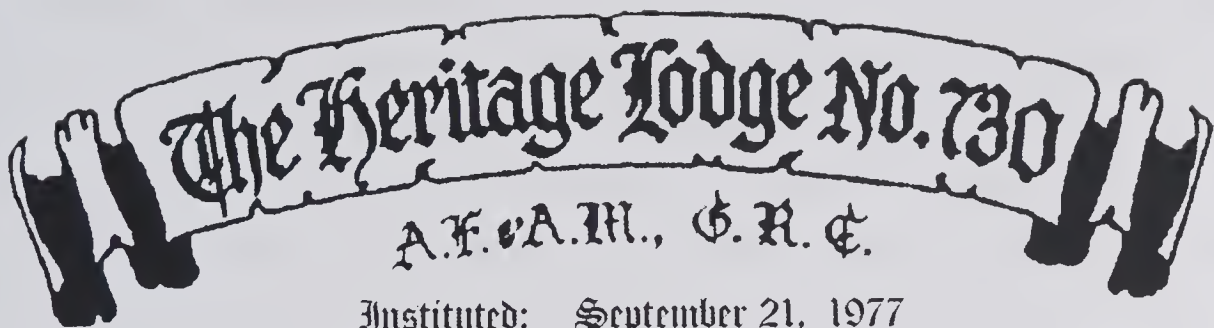 The Heritage Lodge No. 730
A.F. & A.M., G. R. C.
Instituted: September 21, 1977